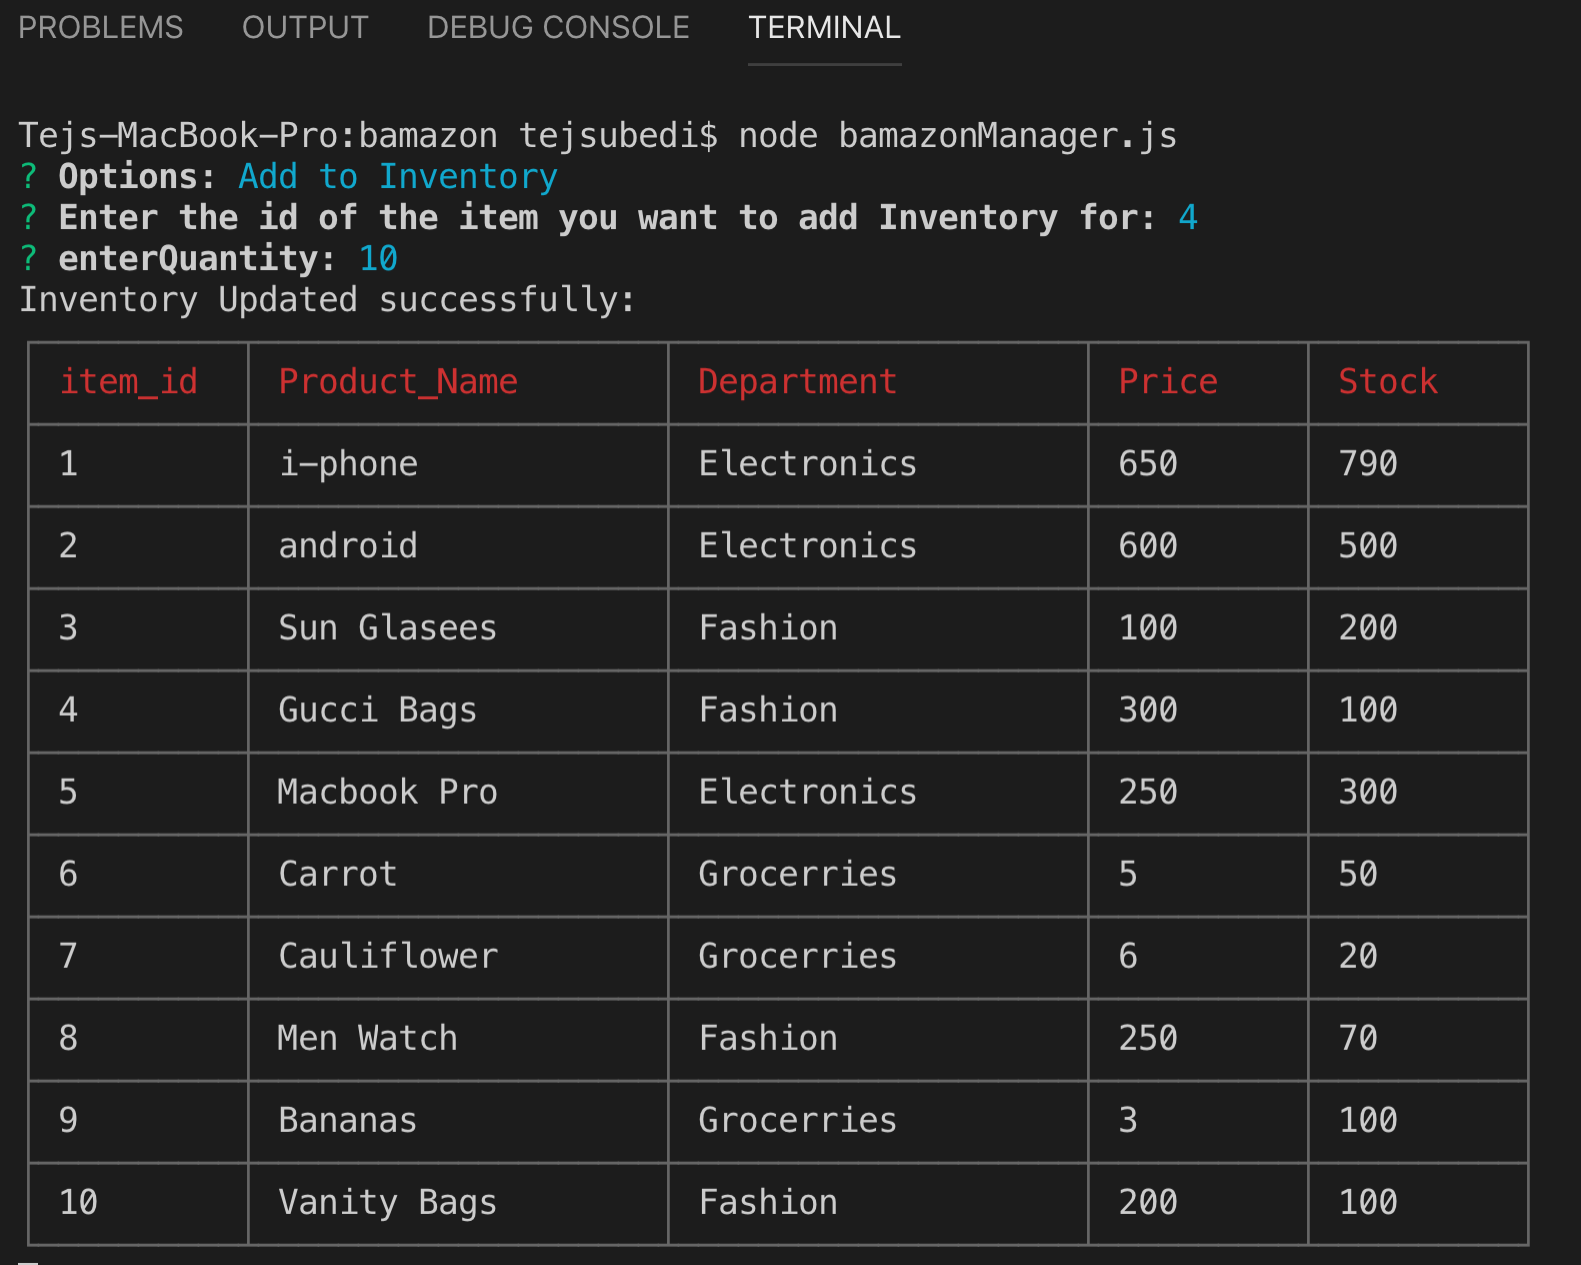 PROBLEMS OUTPUT DEBUG CONSOLE TERMINAL
Tejs-MacBook-Pro:bamazon tejsubedi$ node bamazonManager.js
? Options: Add to Inventory
? Enter the id of the item you want to add Inventory for: 4
? enterQuantity: 10
Inventory Updated successfully:
item_id Product_Name Department Price Stock
1 i-phone Electronics 650 790
2 android Electronics 600 500
3 Sun Glasees Fashion 100 200
4 Gucci Bags Fashion 300 100
5 Macbook Pro Electronics 250 300
6 Carrot Grocerries 5 50
7 Cauliflower Grocerries 6 20
8 Men Watch Fashion 250 70
9 Bananas Grocerries 3 100
10 Vanity Bags Fashion 200 100